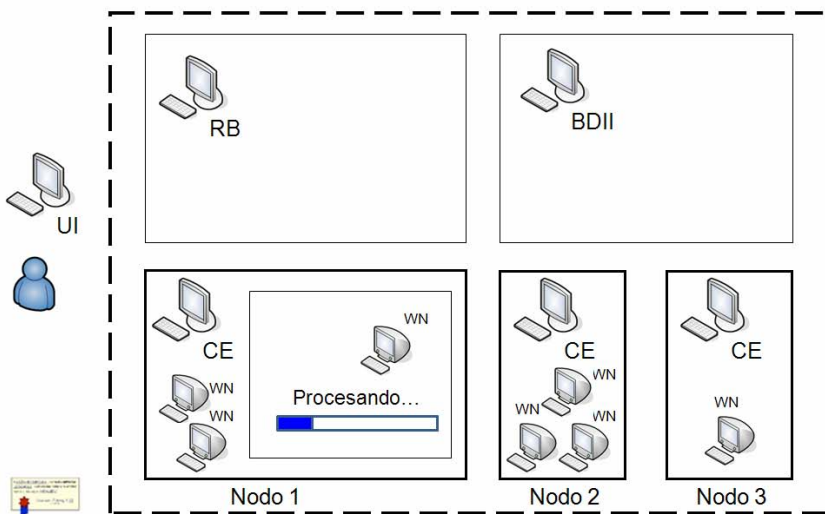 RB
BDII
UI
CE
WN
WN
WN
Procesando…
Nodo 1
CE
WN
WN
WN
Nodo 2
CE
WN
Nodo 3